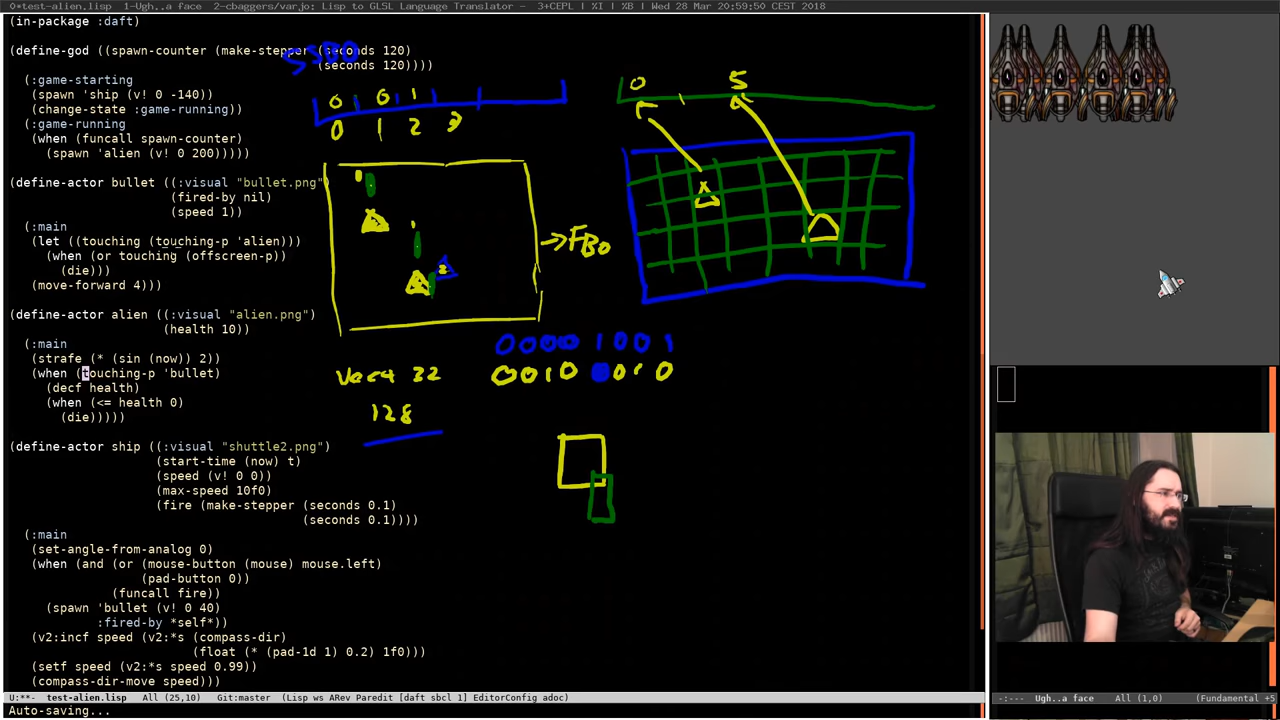 0*test-alien.lisp  1-Ugh..a face  2-cbaggers/varjo: Lisp to GLSL Language Translator -  3+CEPL | %I | %B | Wed 28 Mar 20:59:50 CEST 2018
(in-package :daft)
(define-god ((spawn-counter (make-stepper (seconds 120)
(seconds 120))))
(:game-starting
(spawn 'ship (v! 0 -140))
(change-state :game-running))
(:game-running
(when (funcall spawn-counter)
(spawn 'alien (v! 0 200)))))
(define-actor bullet ((:visual "bullet.png")
(fired-by nil)
(speed 1))
(:main
(let ((touching (touching-p 'alien)))
(when (or touching (offscreen-p))
(die)))
(move-forward 4)))
(define-actor alien ((:visual "alien.png")
(health 10))
(:main
(strafe (* (sin (now)) 2))
(when (touching-p 'bullet)
(decf health)
(when (<= health 0)
(die)))))
(define-actor ship ((:visual "shuttle2.png")
(start-time (now) t)
(speed (v! 0 0))
(max-speed 10f0)
(fire (make-stepper (seconds 0.1)
(seconds 0.1))))
(:main
(set-angle-from-analog 0)
(when (and (or (mouse-button (mouse) mouse.left)
(pad-button 0))
(funcall fire))
(spawn 'bullet (v! 0 40)
:fired-by *self*))
(v2:incf speed (v2:*s (compass-dir)
(float (* (pad-1d 1) 0.2) 1f0)))
(setf speed (v2:*s speed 0.99))
(compass-dir-move speed)))
SSBO
0 0 1
0 1 2 3
0 5
2
→ FBO
00001001
vec4 32
128
U:**-  test-alien.lisp   All (25,10)   Git:master   (Lisp ws ARev Paredit [daft sbcl 1] EditorConfig adoc)
Auto-saving...
-:---  Ugh..a face   All (1,0)   (Fundamental +5